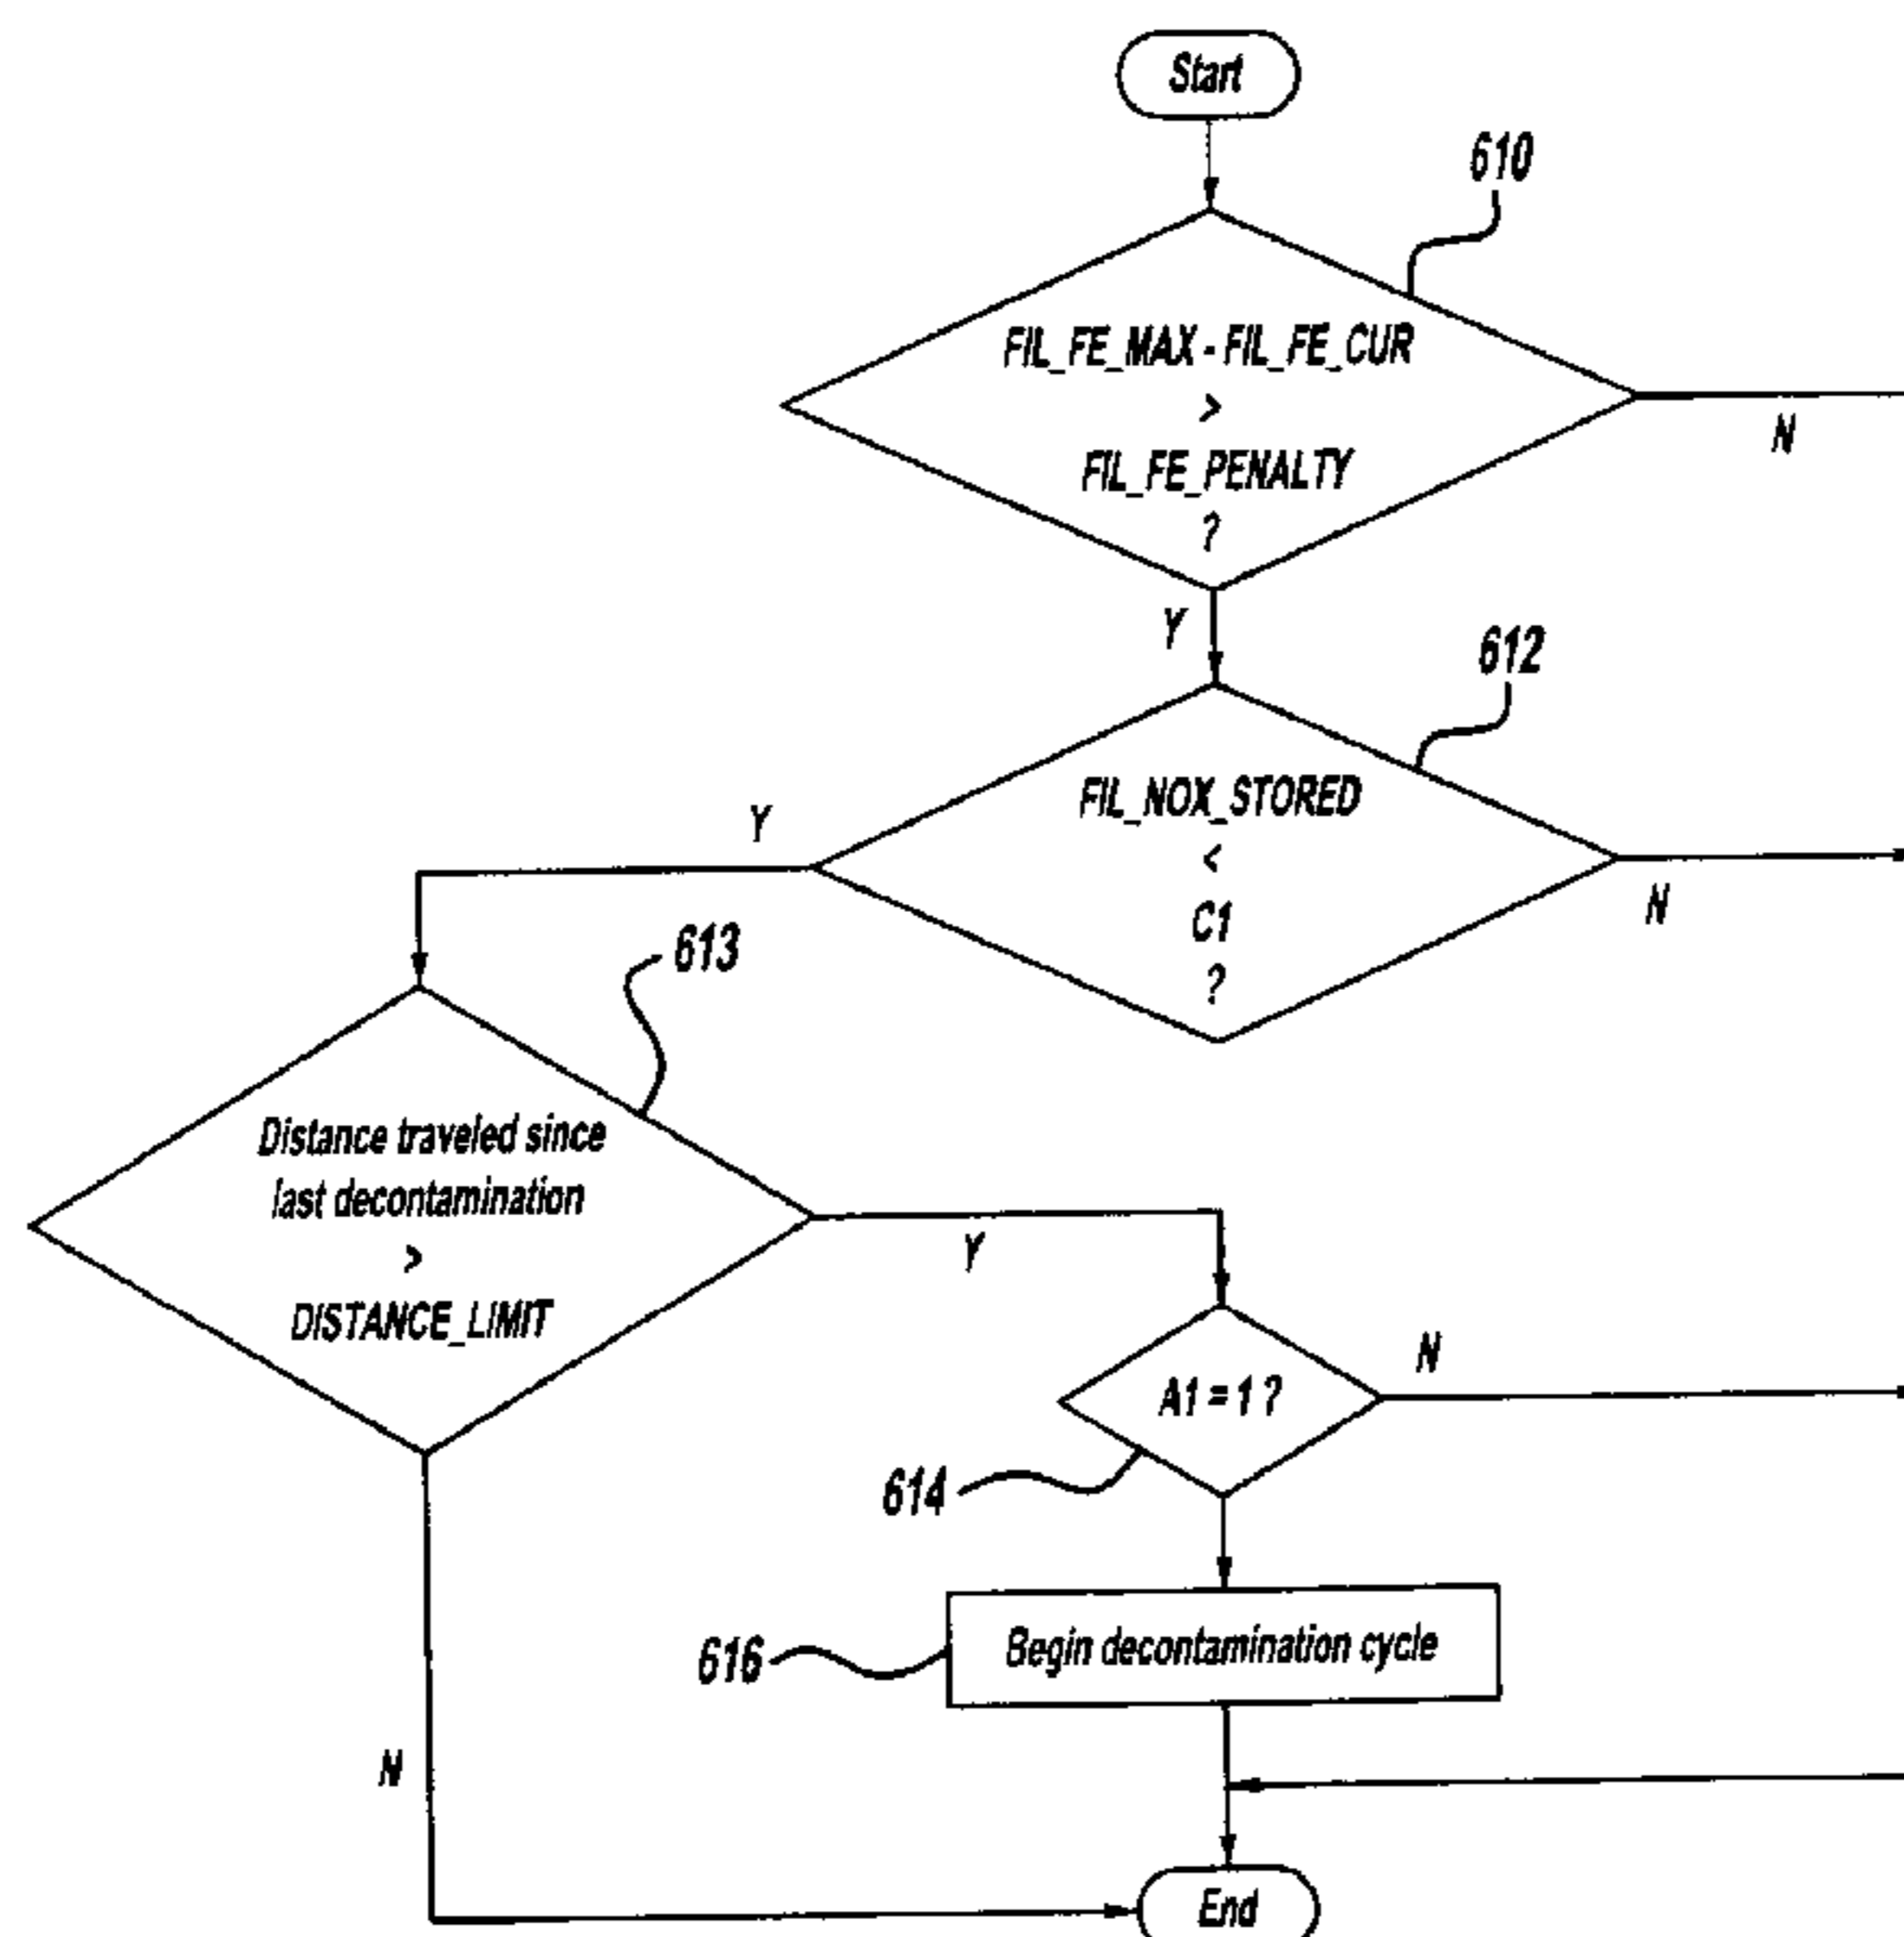 Start
610
FIL_FE_MAX - FIL_FE_CUR
>
FIL_FE_PENALTY
?
N
Y
612
FIL_NOX_STORED
<
C1
?
Y
N
613
Distance traveled since
last decontamination
>
DISTANCE_LIMIT
Y
A1 = 1 ?
N
614
Begin decontamination cycle
616
N
End